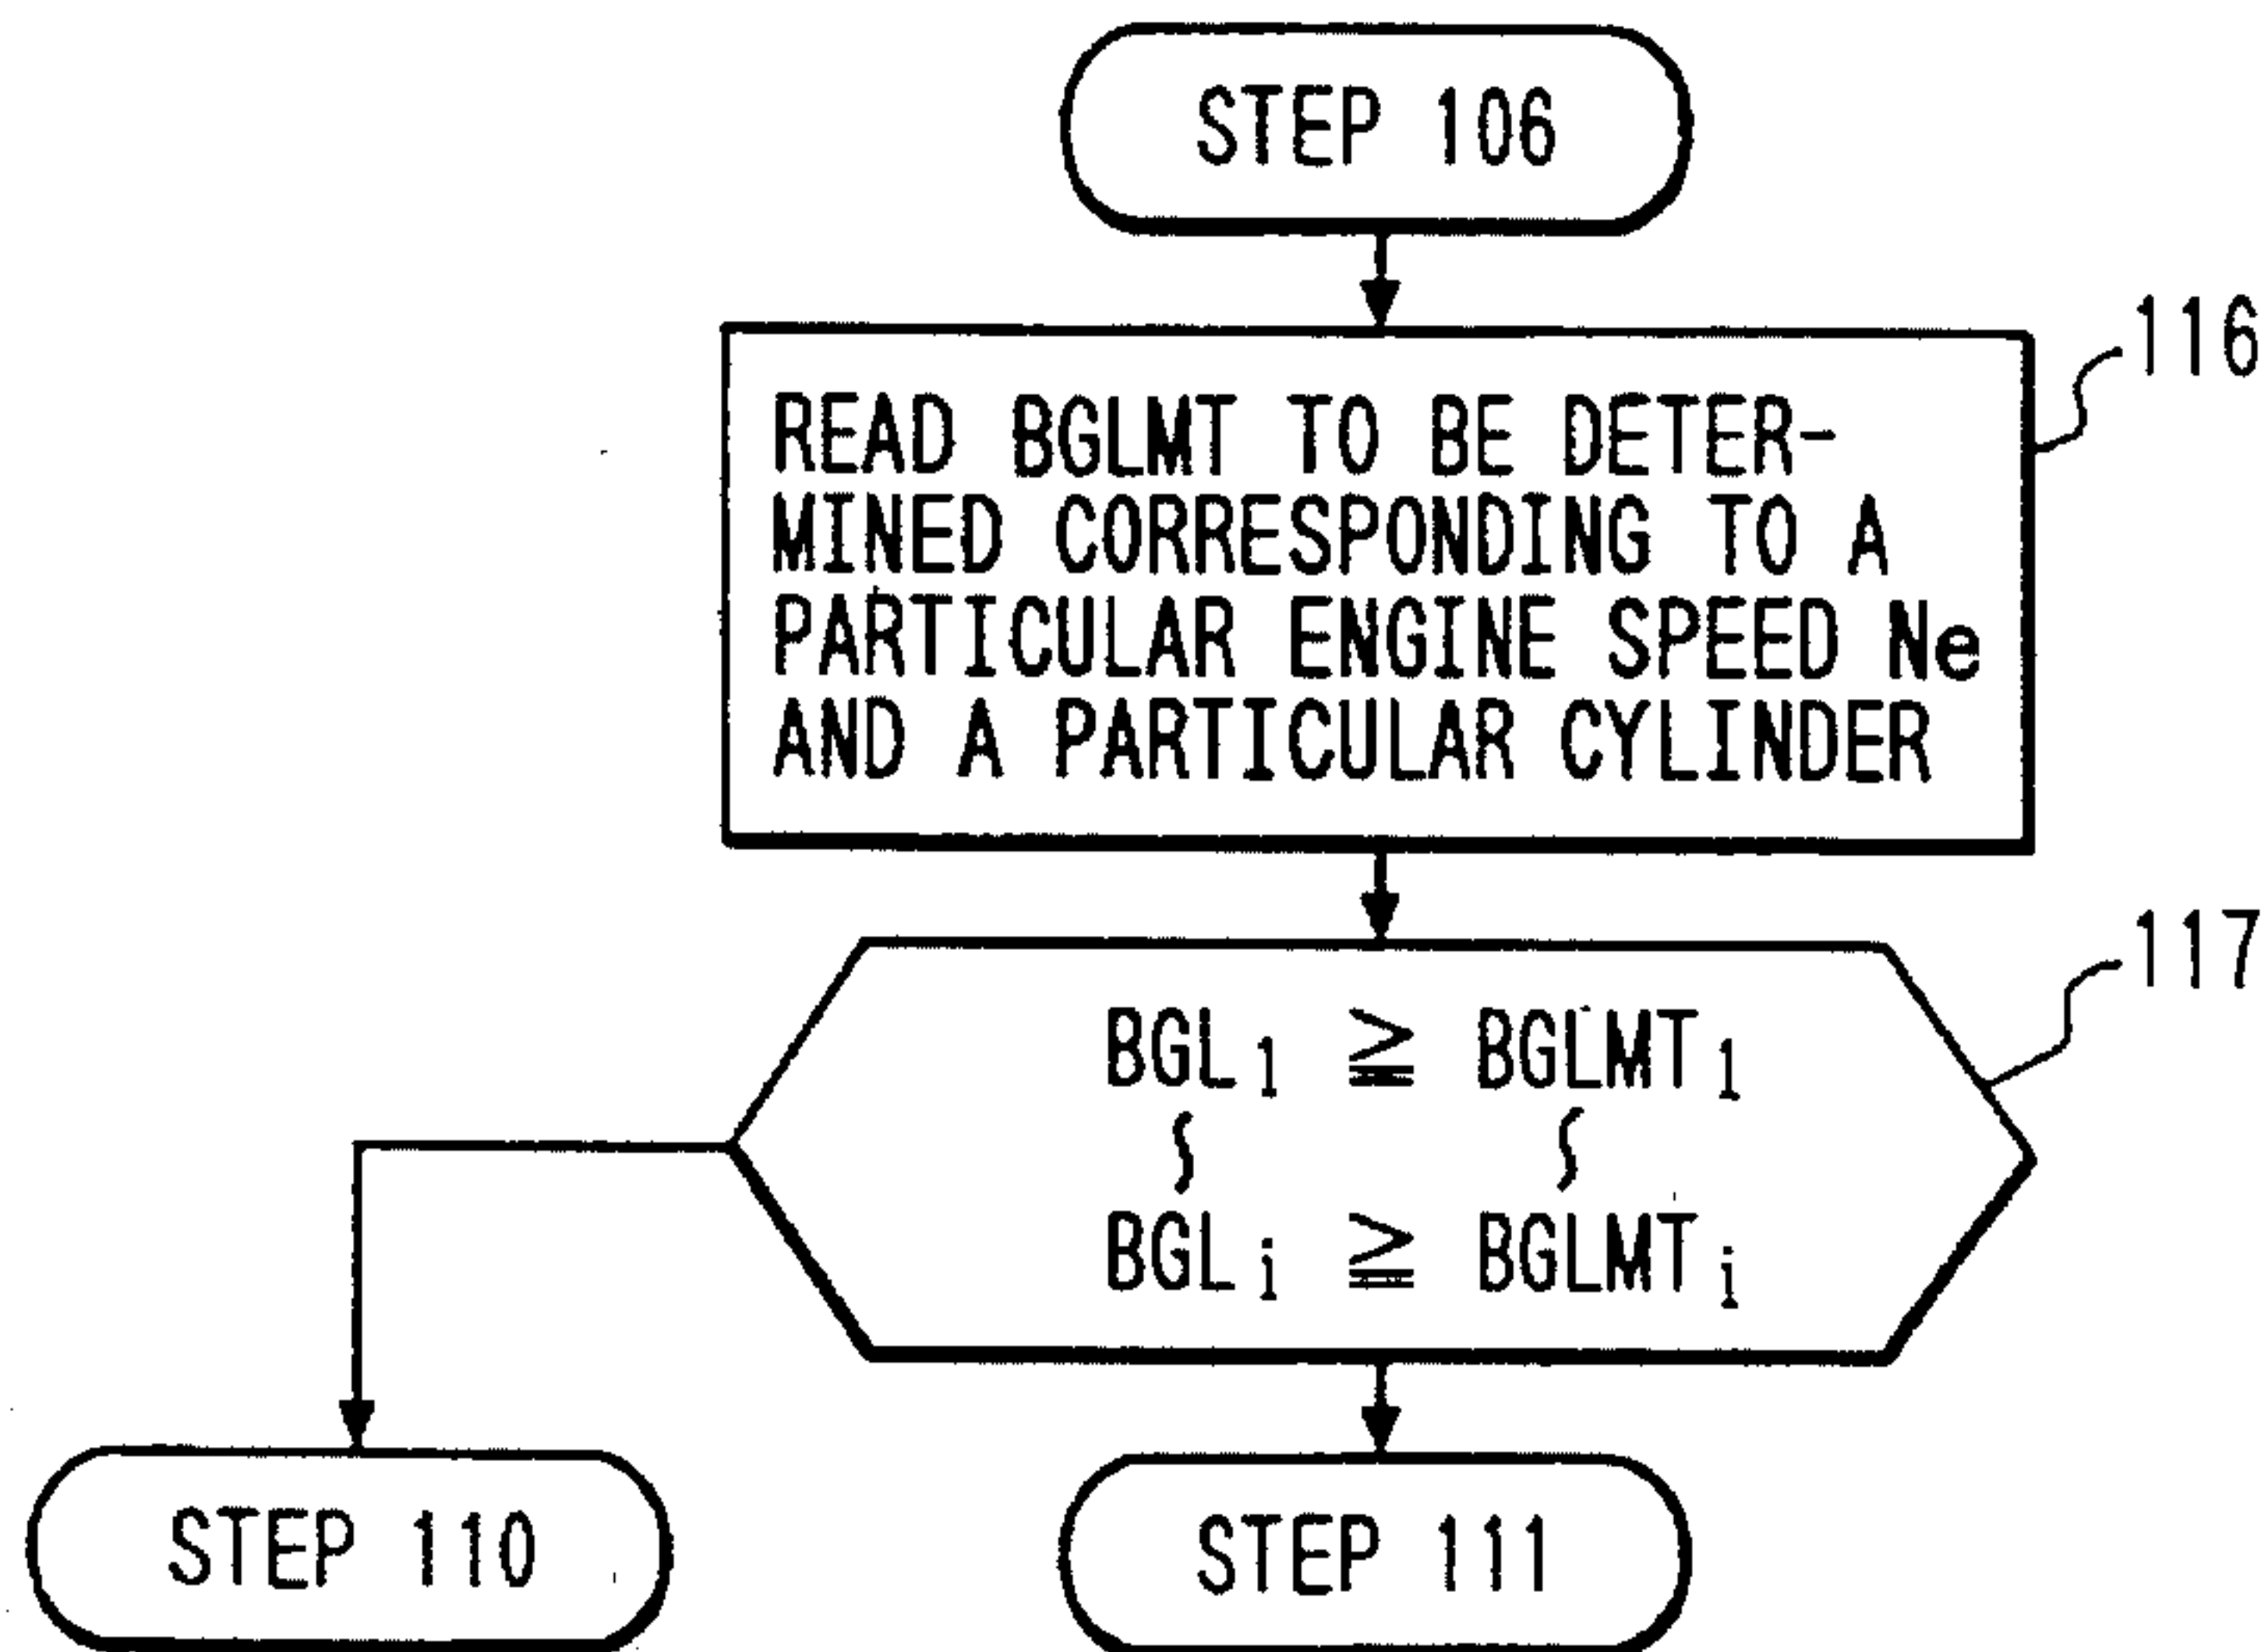 STEP 106
116
READ BGLMT TO BE DETER-
MINED CORRESPONDING TO A
PARTICULAR ENGINE SPEED Ne
AND A PARTICULAR CYLINDER
117
BGL₁ ≧ BGLMT₁
∫ ∫
BGLᵢ ≧ BGLMTᵢ
STEP 110
STEP 111